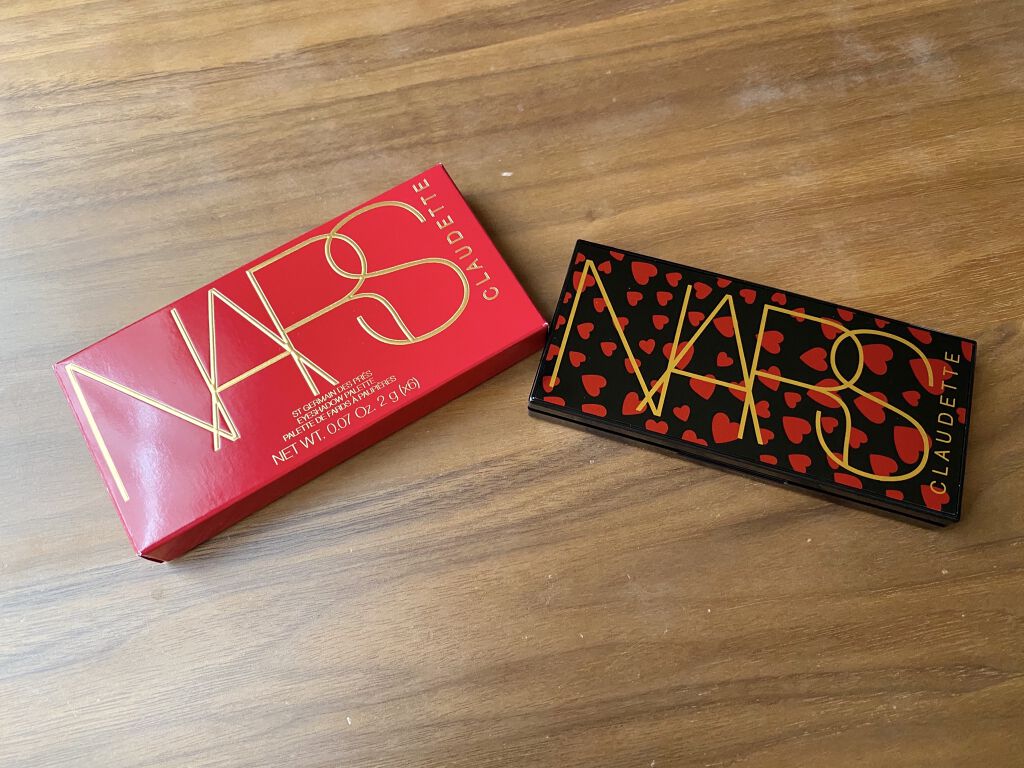 NARS
CLAUDETTE
ST GERMAIN DES PRÉS
EYESHADOW PALETTE
PALETTE DE FARDS À PAUPIÈRES
NET WT. 0.07 Oz. 2 g (x6)
NARS
CLAUDETTE